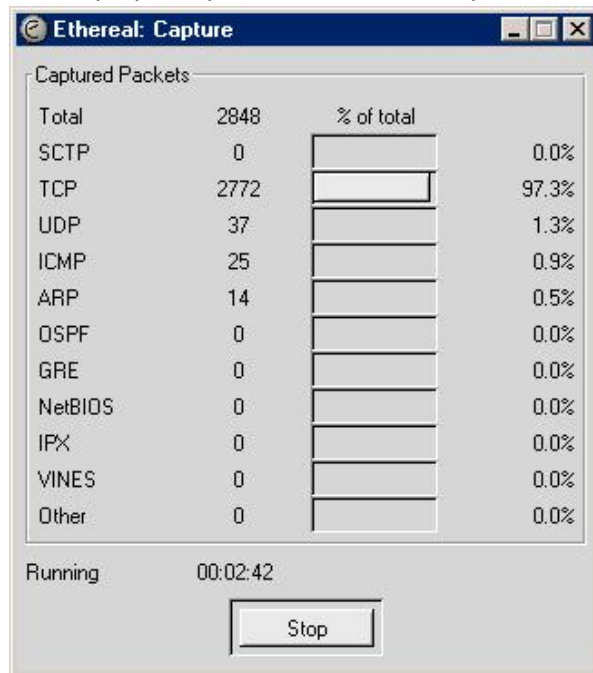 Ethereal: Capture
Captured Packets
Total 2848 % of total
SCTP 0 0.0%
TCP 2772 97.3%
UDP 37 1.3%
ICMP 25 0.9%
ARP 14 0.5%
OSPF 0 0.0%
GRE 0 0.0%
NetBIOS 0 0.0%
IPX 0 0.0%
VINES 0 0.0%
Other 0 0.0%
Running 00:02:42
Stop